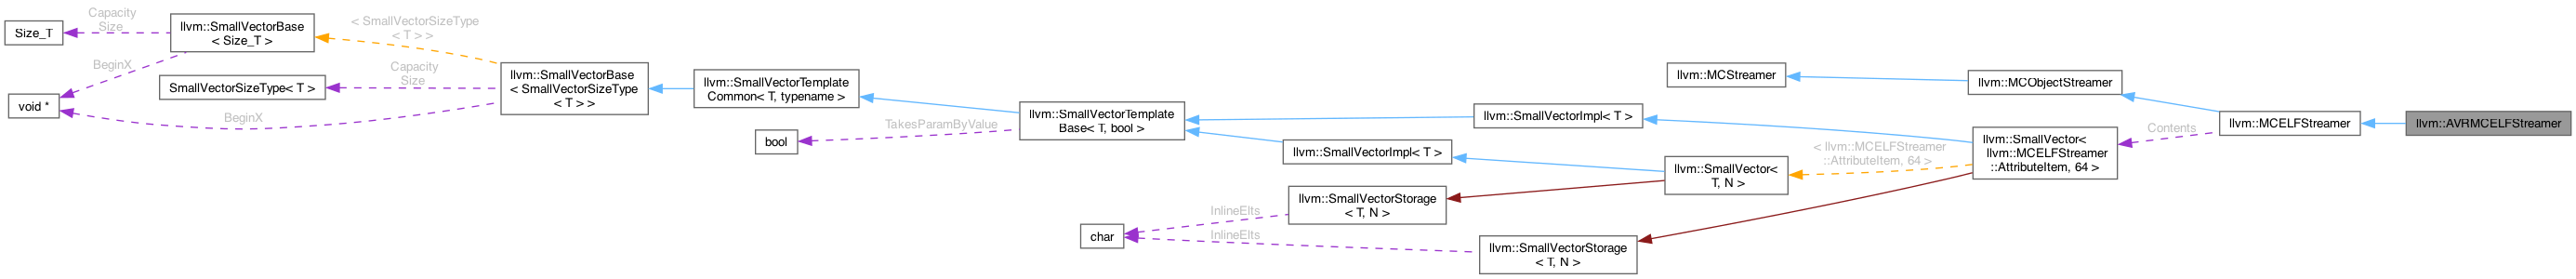 Size_T
Capacity
Size
llvm::SmallVectorBase
< Size_T >
BeginX
void *
< SmallVectorSizeType
< T > >
SmallVectorSizeType< T >
Capacity
Size
BeginX
llvm::SmallVectorBase
< SmallVectorSizeType
< T > >
llvm::SmallVectorTemplate
Common< T, typename >
bool
TakesParamByValue
llvm::SmallVectorTemplate
Base< T, bool >
llvm::SmallVectorImpl< T >
llvm::SmallVectorImpl< T >
llvm::SmallVectorStorage
< T, N >
char
InlineElts
InlineElts
llvm::SmallVectorStorage
< T, N >
llvm::MCStreamer
llvm::SmallVector<
T, N >
< llvm::MCELFStreamer
::AttributeItem, 64 >
llvm::MCObjectStreamer
llvm::SmallVector<
llvm::MCELFStreamer
::AttributeItem, 64 >
Contents
llvm::MCELFStreamer
llvm::AVRMCELFStreamer